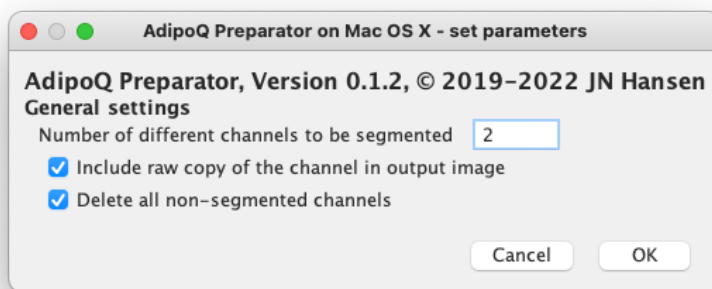 AdipoQ Preparator on Mac OS X - set parameters
AdipoQ Preparator, Version 0.1.2, © 2019-2022 JN Hansen
General settings
Number of different channels to be segmented 2
Include raw copy of the channel in output image
Delete all non-segmented channels
Cancel OK